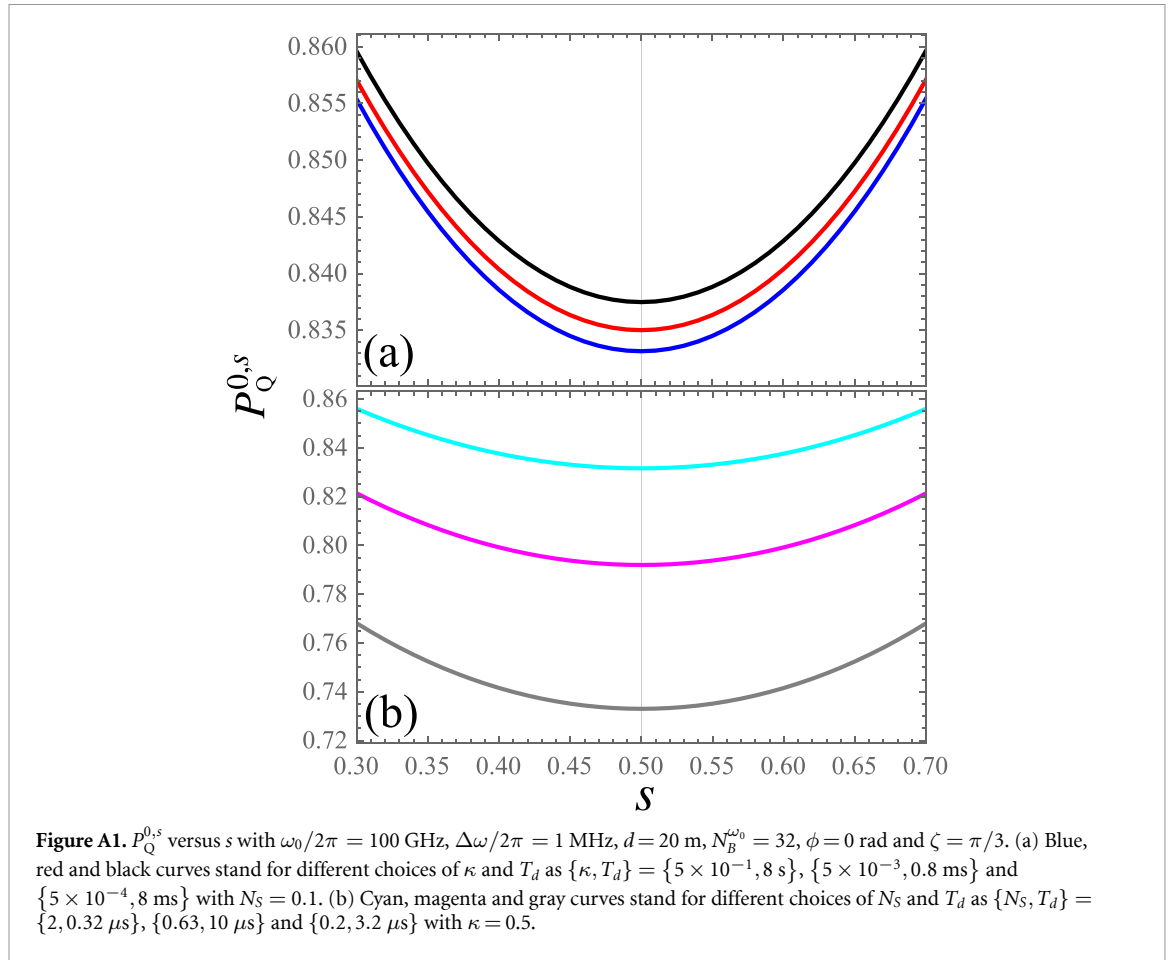 0.860
0.855
0.850
0.845
0.840
0.835
(a)
P_Q^{0,s}
0.86
0.84
0.82
0.80
0.78
0.76
0.74
0.72
(b)
0.30 0.35 0.40 0.45 0.50 0.55 0.60 0.65 0.70
s
Figure A1. P_Q^{0,s} versus s with ω₀/2π = 100 GHz, Δω/2π = 1 MHz, d = 20 m, N_B^{ω₀} = 32, ϕ = 0 rad and ζ = π/3. (a) Blue,
red and black curves stand for different choices of κ and T_d as {κ, T_d} = {5 × 10⁻¹, 8 s}, {5 × 10⁻³, 0.8 ms} and
{5 × 10⁻⁴, 8 ms} with N_S = 0.1. (b) Cyan, magenta and gray curves stand for different choices of N_S and T_d as {N_S, T_d} =
{2, 0.32 μs}, {0.63, 10 μs} and {0.2, 3.2 μs} with κ = 0.5.